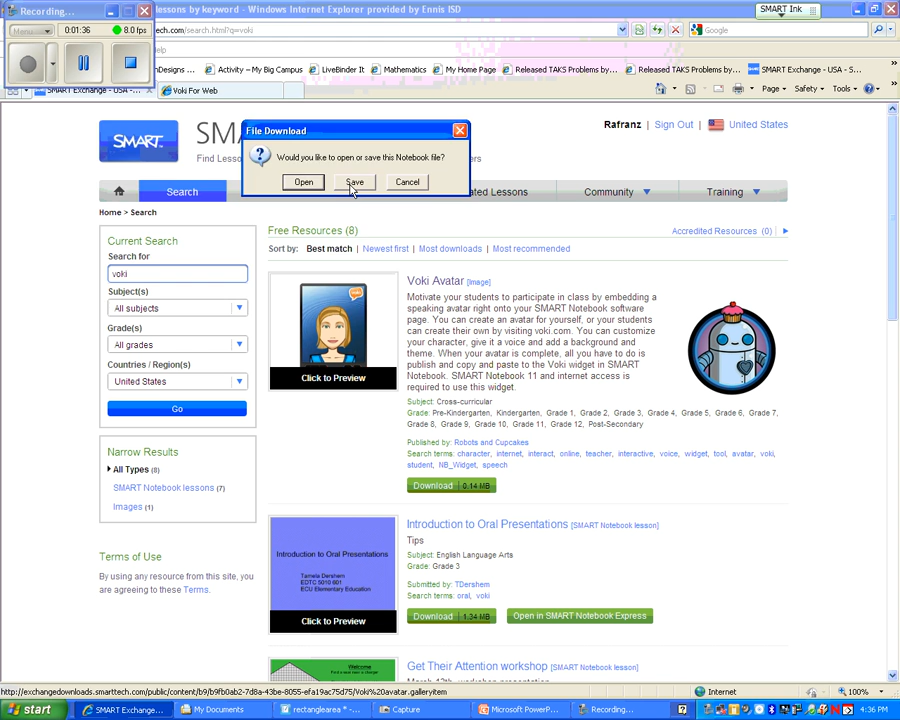 Recording...
lessons by keyword - Windows Internet Explorer provided by Ennis ISD
SMART Ink
Menu
0:01:36
8.0 fps
tech.com/search.html?q=voki
Google
Help
Designs ...
Activity – My Big Campus
LiveBinder It
Mathematics
My Home Page
Released TAKS Problems by...
Released TAKS Problems by...
SMART Exchange - USA – S...
SMART Exchange - USA -...
Voki For Web
Page
Safety
Tools
File Download
Would you like to open or save this Notebook file?
Open
Save
Cancel
SMART
SMA
Find Lesso
ers
Rafranz | Sign Out | United States
Search
ated Lessons
Community
Training
Home > Search
Current Search
Search for
voki
Subject(s)
All subjects
Grade(s)
All grades
Countries / Region(s)
United States
Go
Narrow Results
All Types (8)
SMART Notebook lessons (7)
Images (1)
Terms of Use
By using any resource from this site, you
are agreeing to these Terms.
Free Resources (8)
Accredited Resources (0)
Sort by: Best match | Newest first | Most downloads | Most recommended
Click to Preview
Voki Avatar [Image]
Motivate your students to participate in class by embedding a
speaking avatar right onto your SMART Notebook software
page. You can create an avatar for yourself, or your students
can create their own by visiting voki.com. You can customize
your character, give it a voice and add a background and
theme. When your avatar is complete, all you have to do is
publish and copy and paste to the Voki widget in SMART
Notebook. SMART Notebook 11 and internet access is
required to use this widget.
Subject: Cross-curricular
Grade: Pre-Kindergarten, Kindergarten, Grade 1, Grade 2, Grade 3, Grade 4, Grade 5, Grade 6, Grade 7,
Grade 8, Grade 9, Grade 10, Grade 11, Grade 12, Post-Secondary
Published by: Robots and Cupcakes
Search terms: character, internet, interact, online, teacher, interactive, voice, widget, tool, avatar, voki,
student, NB_Widget, speech
Download 0.14 MB
Introduction to Oral Presentations
Tamela Dershem
EDTC 5010 601
ECU Elementary Education
Click to Preview
Introduction to Oral Presentations [SMART Notebook lesson]
Tips
Subject: English Language Arts
Grade: Grade 3
Submitted by: TDershem
Search terms: oral, voki
Download 1.34 MB
Open in SMART Notebook Express
Welcome
Get Their Attention workshop [SMART Notebook lesson]
http://exchangedownloads.smarttech.com/public/content/b9/b9fb0ab2-7d8a-43be-8055-efa19ac75d75/Voki%20avatar.galleryitem
Internet
100%
start
SMART Exchange...
My Documents
rectanglearea * -...
Capture
Microsoft PowerP...
Recording...
4:36 PM